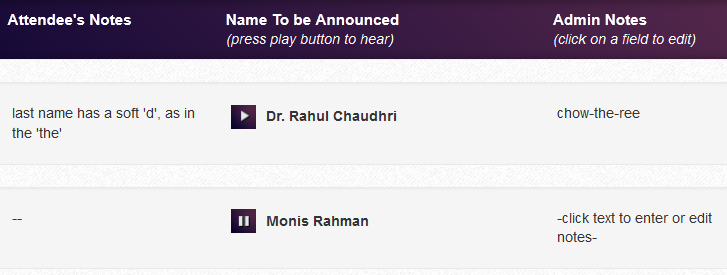 Attendee's Notes
Name To be Announced
(press play button to hear)
Admin Notes
(click on a field to edit)
last name has a soft 'd', as in
the 'the'
Dr. Rahul Chaudhri
chow-the-ree
--
Monis Rahman
-click text to enter or edit
notes-